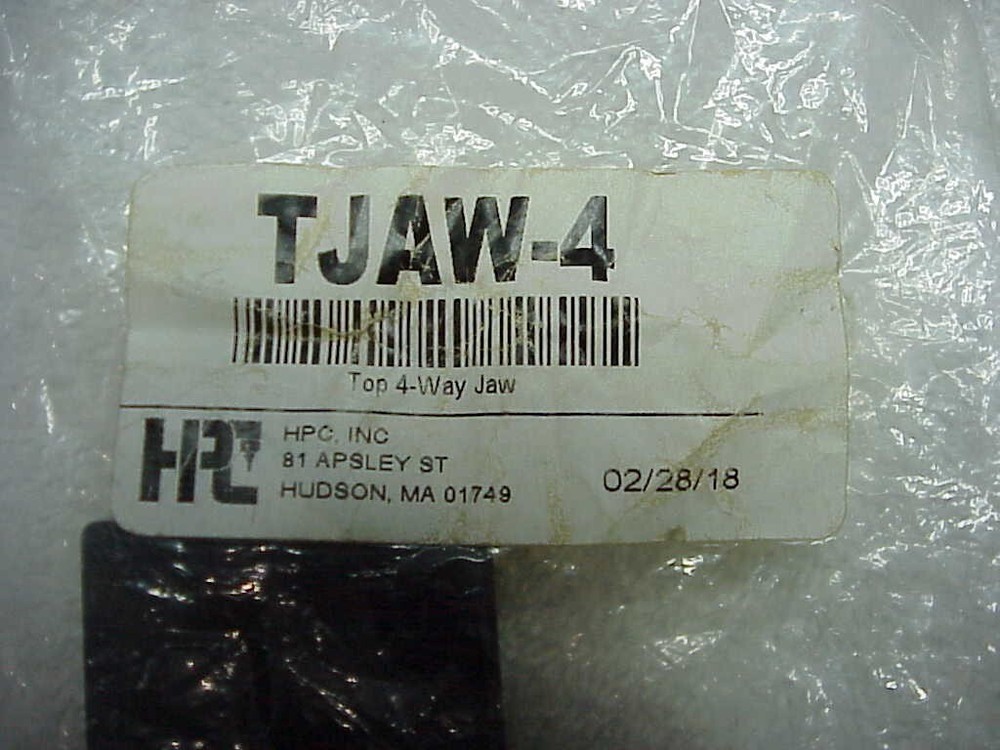 TJAW-4
Top 4-Way Jaw
HPC
HPC, INC
81 APSLEY ST
HUDSON, MA 01749
02/28/18